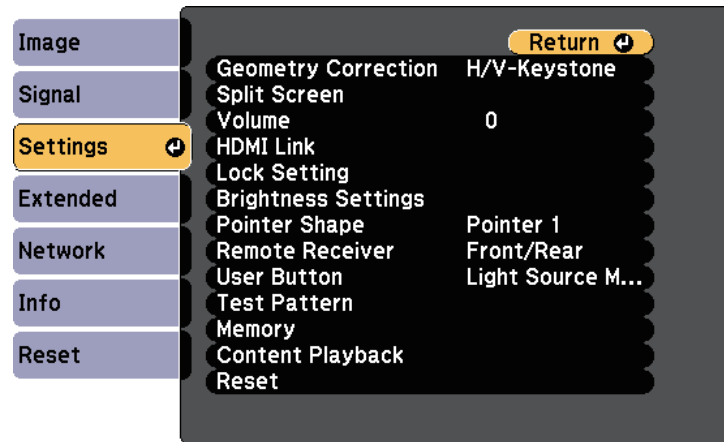 Image
Signal
Settings
Extended
Network
Info
Reset
Return
Geometry Correction H/V-Keystone
Split Screen
Volume 0
HDMI Link
Lock Setting
Brightness Settings
Pointer Shape Pointer 1
Remote Receiver Front/Rear
User Button Light Source M...
Test Pattern
Memory
Content Playback
Reset